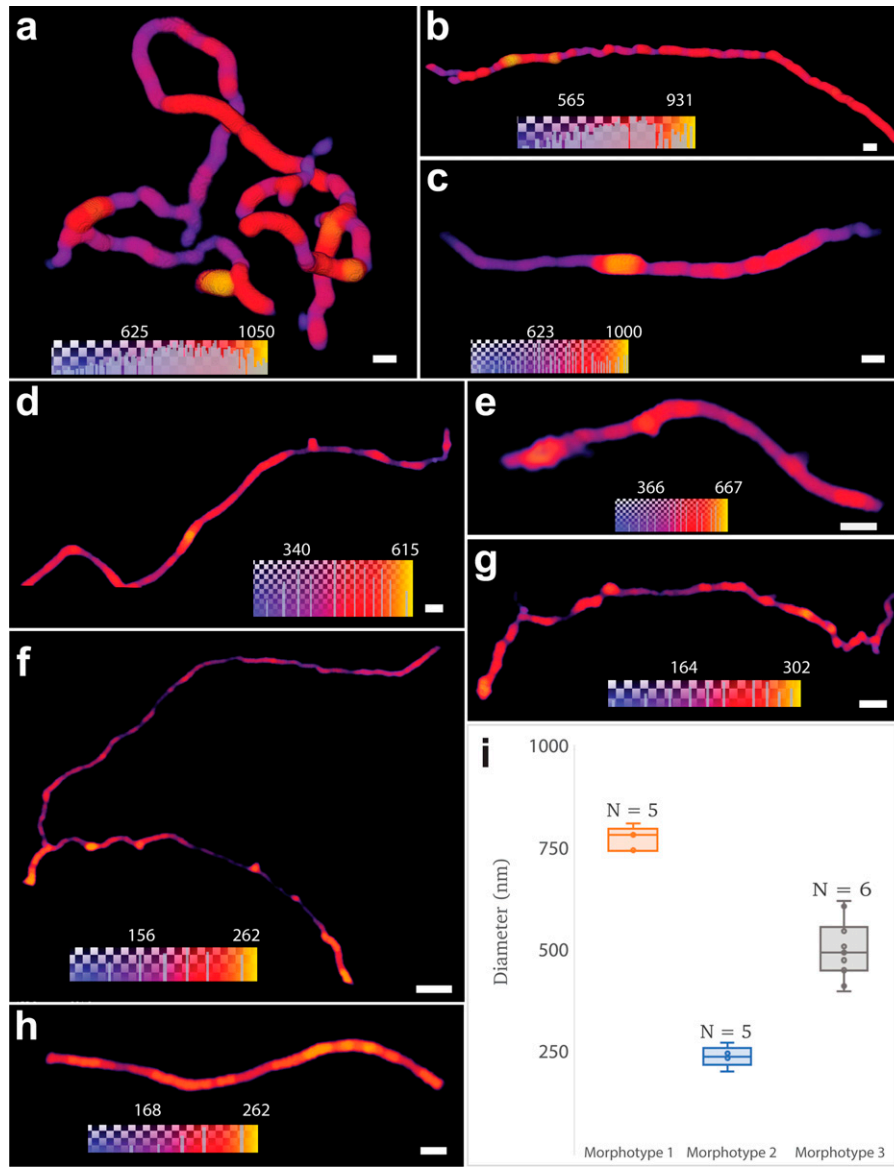 a
625 1050
b
565 931
c
623 1000
d
340 615
e
366 667
f
156 262
g
164 302
h
168 262
i
1000
750
500
250
Diameter (nm)
N = 5
N = 5
N = 6
Morphotype 1 Morphotype 2 Morphotype 3